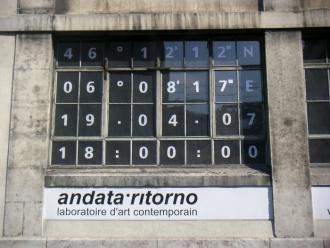 46°12'12"N
06°08'17"E
19.04.07
18:00:00
andata·ritorno
laboratoire d'art contemporain